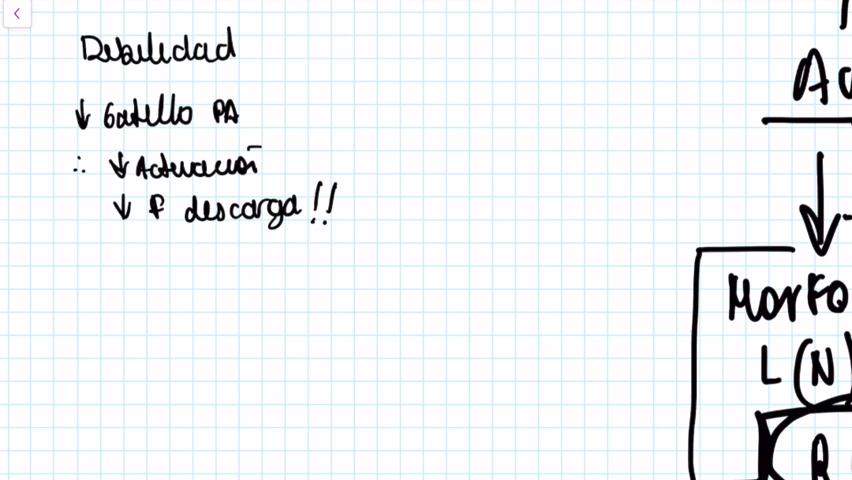 Debilidad
↓ Gatillo PA
∴ ↓ Activación
↓ f descarga!!
Morfo
L (N)
R